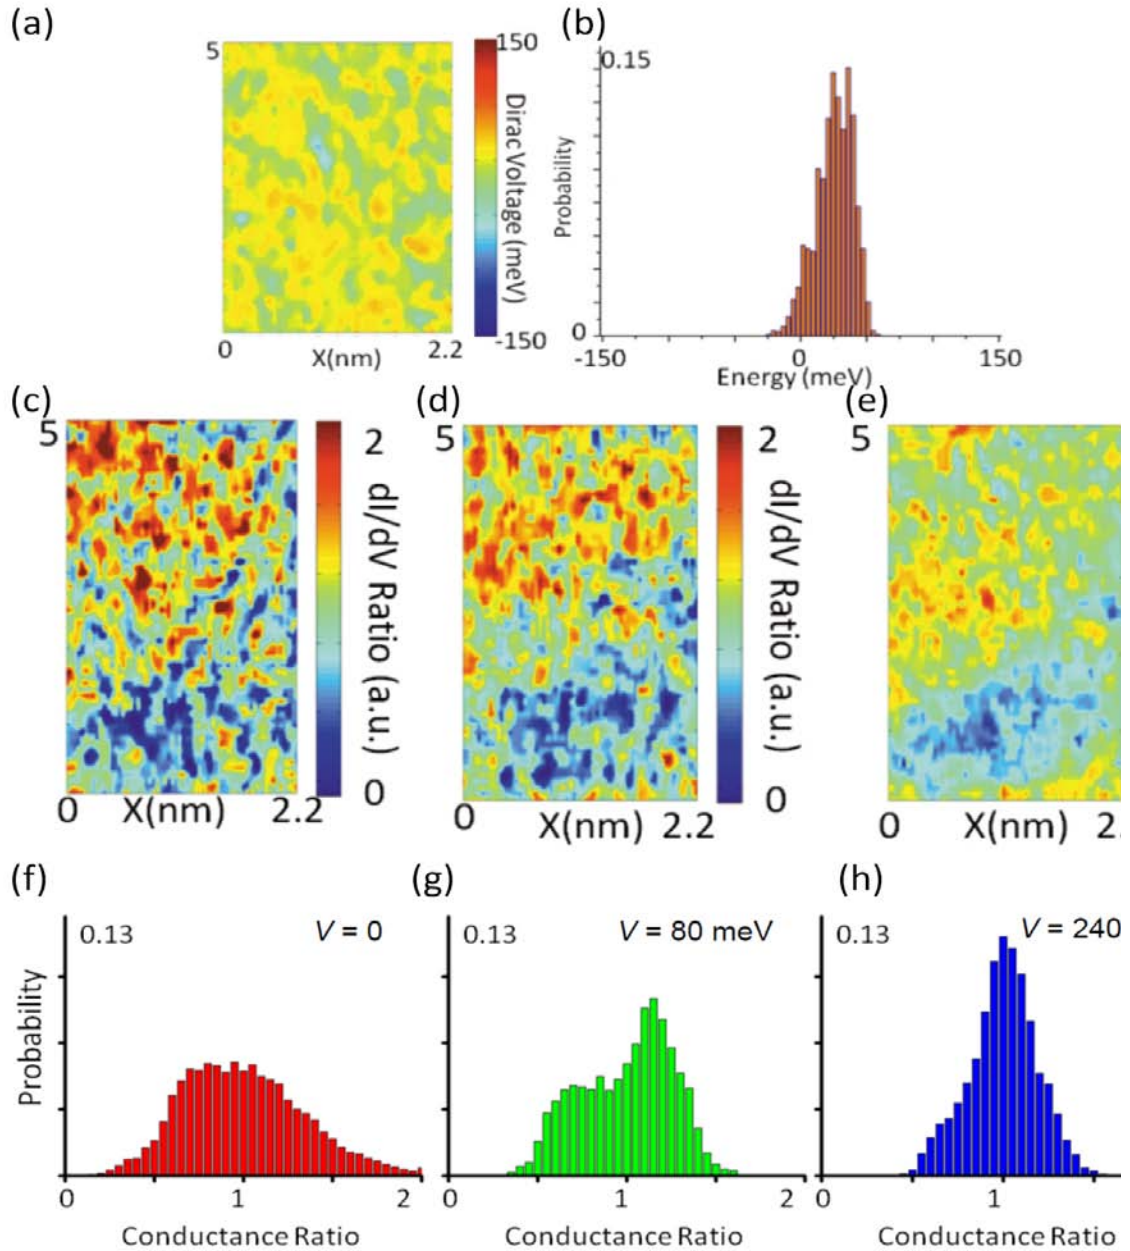 (a)
5
150
Dirac Voltage (meV)
-150
0
X(nm)
2.2
(b)
0.15
Probability
0
-150
0
150
Energy (meV)
(c)
5
2
dI/dV Ratio (a.u.)
0
0
X(nm)
2.2
(d)
5
2
dI/dV Ratio (a.u.)
0
0
X(nm)
2.2
(e)
5
0
X(nm)
2.
(f)
0.13
V = 0
Probability
0
1
2
Conductance Ratio
(g)
0.13
V = 80 meV
0
1
2
Conductance Ratio
(h)
0.13
V = 240
0
1
Conductance Ratio